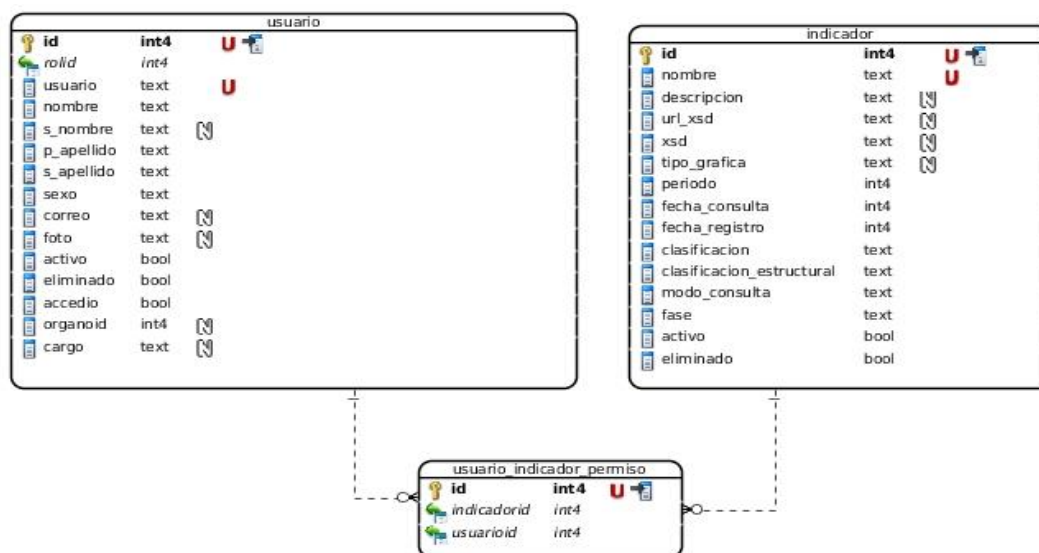 usuario
id int4 U
rolid int4
usuario text U
nombre text
s_nombre text N
p_apellido text
s_apellido text
sexo text
correo text N
foto text N
activo bool
eliminado bool
accedio bool
organoid int4 N
cargo text N
indicador
id int4 U
nombre text U
descripcion text N
url_xsd text N
xsd text N
tipo_grafica text N
periodo int4
fecha_consulta int4
fecha_registro int4
clasificacion text
clasificacion_estructural text
modo_consulta text
fase text
activo bool
eliminado bool
usuario_indicador_permiso
id int4 U
indicadorid int4
usuarioid int4